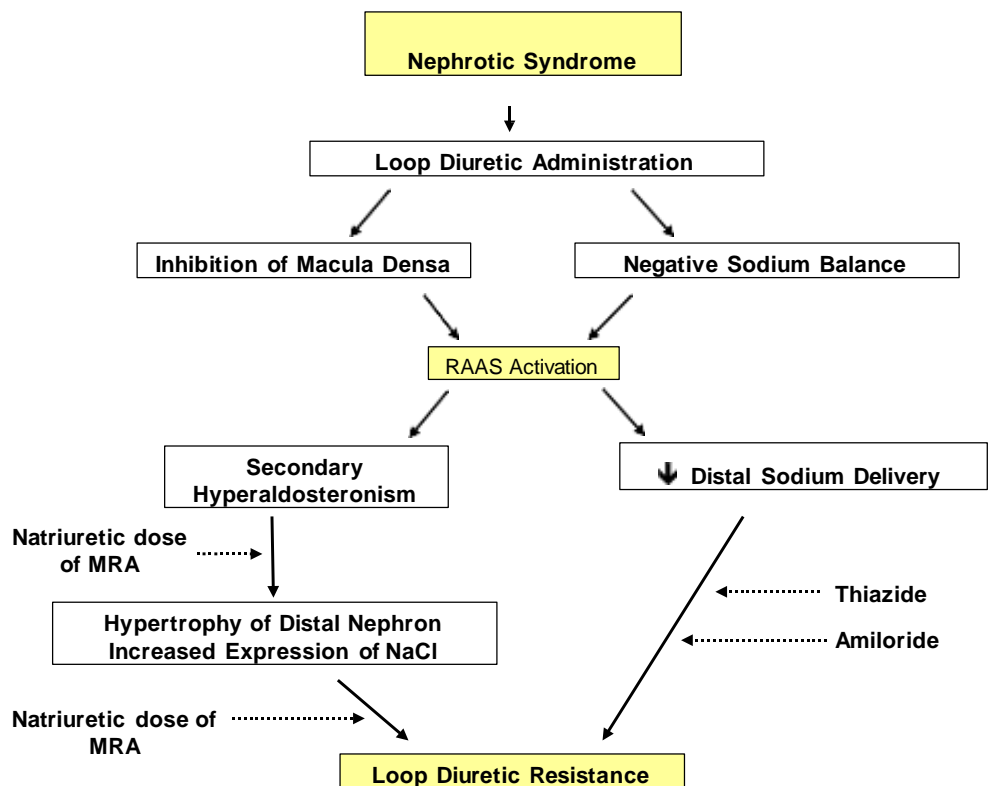 Nephrotic Syndrome
Loop Diuretic Administration
Inhibition of Macula Densa
Negative Sodium Balance
RAAS Activation
Secondary
Hyperaldosteronism
Distal Sodium Delivery
Natriuretic dose
of MRA
Thiazide
Hypertrophy of Distal Nephron
Increased Expression of NaCl
Amiloride
Natriuretic dose of
MRA
Loop Diuretic Resistance